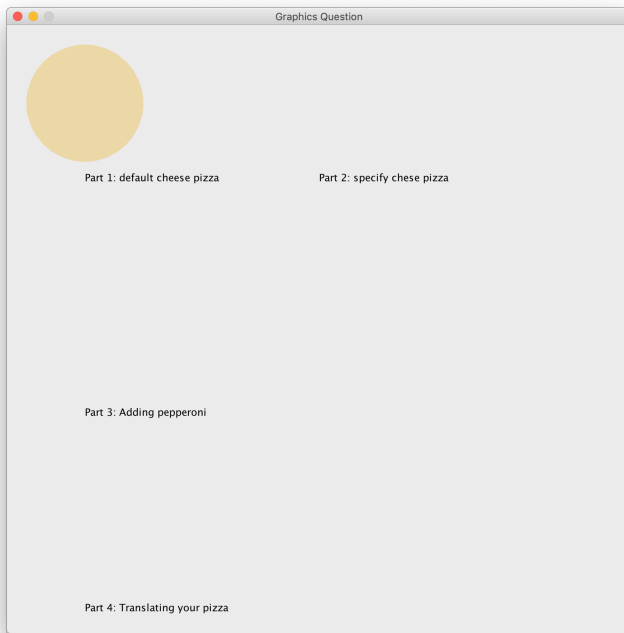 Graphics Question
Part 1: default cheese pizza
Part 2: specify chese pizza
Part 3: Adding pepperoni
Part 4: Translating your pizza